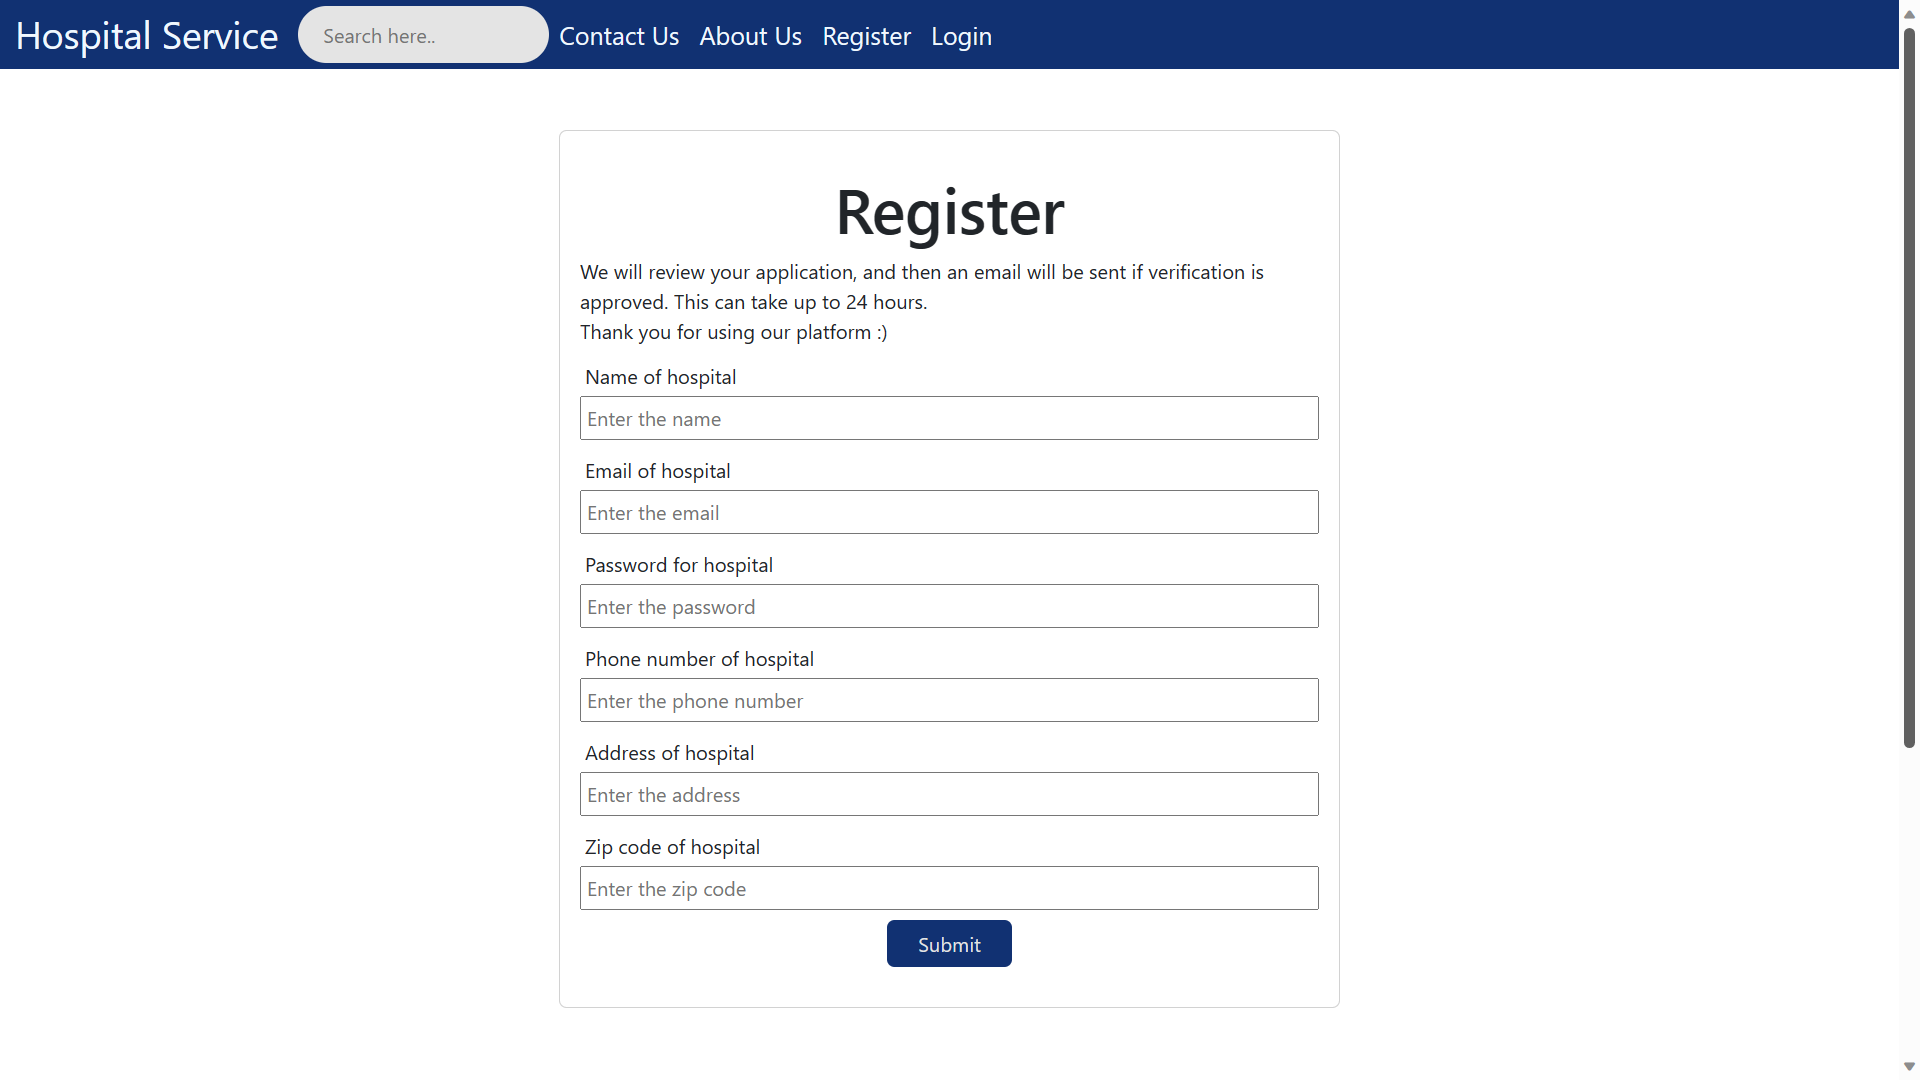 Hospital Service
Search here..
Contact Us
About Us
Register
Login
Register
We will review your application, and then an email will be sent if verification is
approved. This can take up to 24 hours.
Thank you for using our platform :)
Name of hospital
Enter the name
Email of hospital
Enter the email
Password for hospital
Enter the password
Phone number of hospital
Enter the phone number
Address of hospital
Enter the address
Zip code of hospital
Enter the zip code
Submit